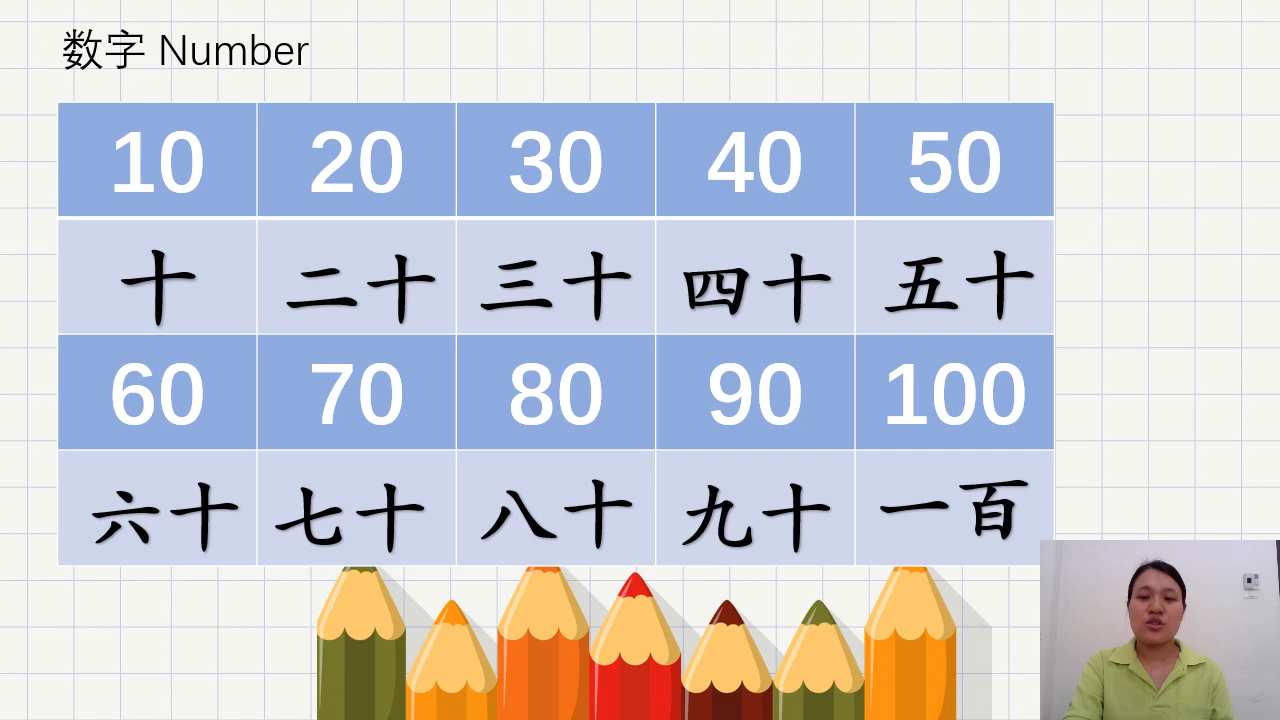 数字 Number
10 20 30 40 50
十 二十 三十 四十 五十
60 70 80 90 100
六十 七十 八十 九十 一百